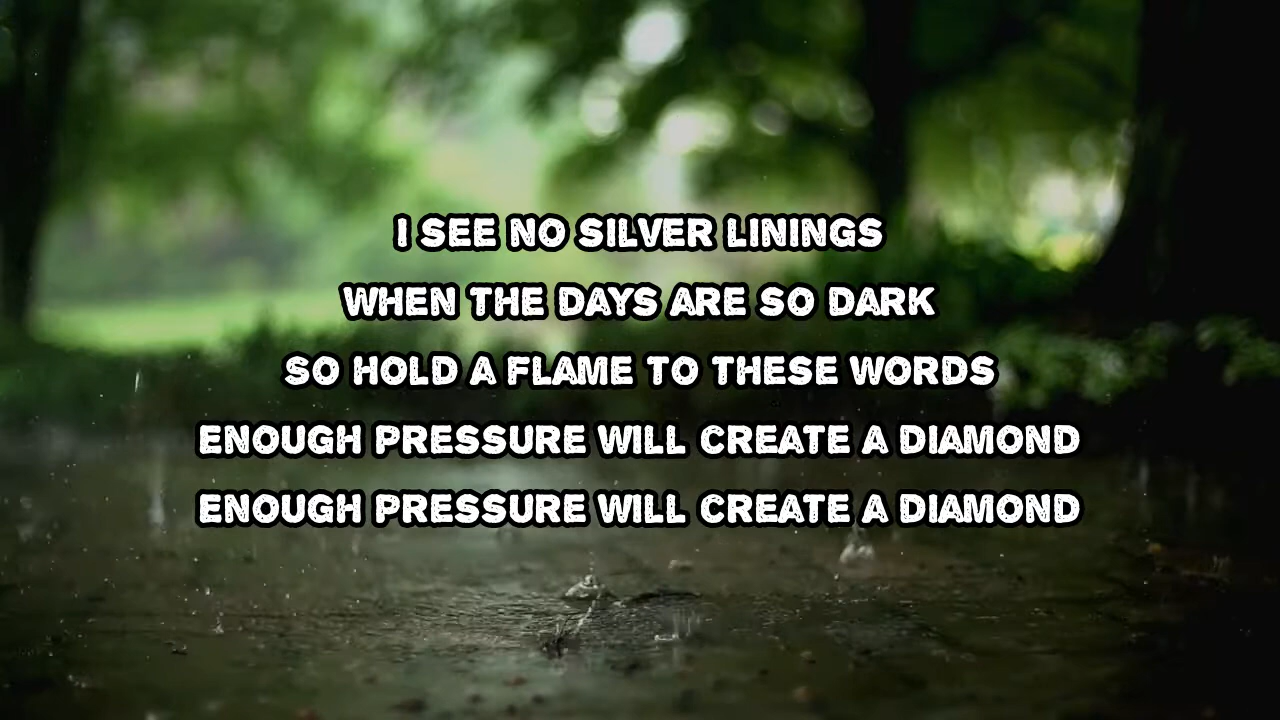 I SEE NO SILVER LININGS
WHEN THE DAYS ARE SO DARK
SO HOLD A FLAME TO THESE WORDS
ENOUGH PRESSURE WILL CREATE A DIAMOND
ENOUGH PRESSURE WILL CREATE A DIAMOND